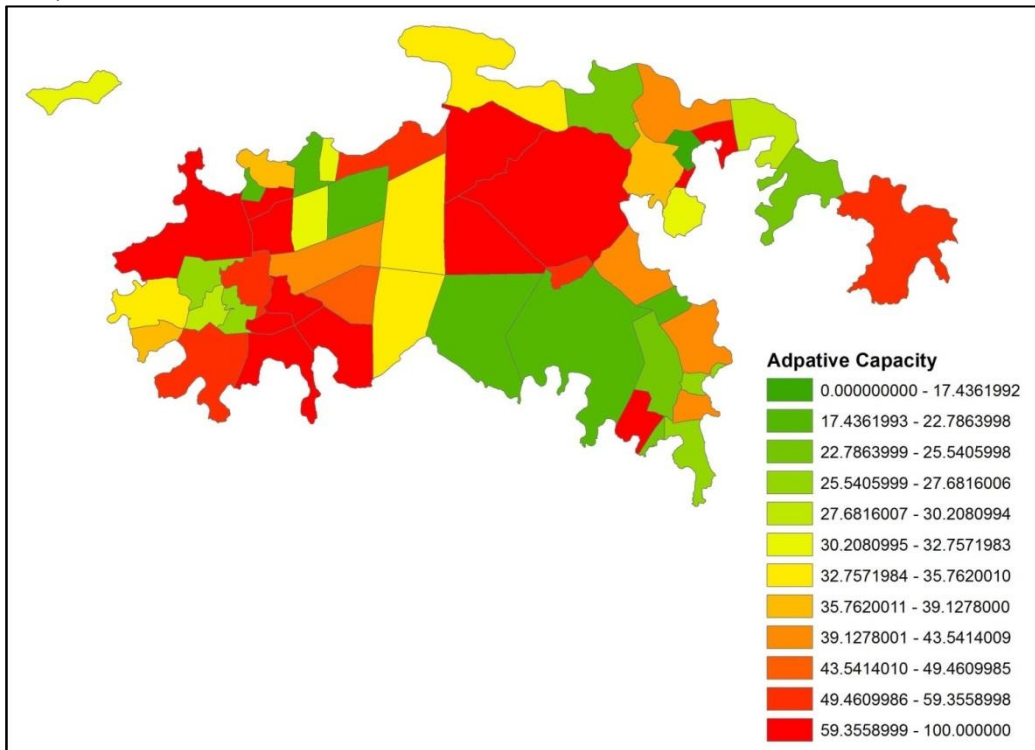 Adpative Capacity
0.000000000 - 17.4361992
17.4361993 - 22.7863998
22.7863999 - 25.5405998
25.5405999 - 27.6816006
27.6816007 - 30.2080994
30.2080995 - 32.7571983
32.7571984 - 35.7620010
35.7620011 - 39.1278000
39.1278001 - 43.5414009
43.5414010 - 49.4609985
49.4609986 - 59.3558998
59.3558999 - 100.000000